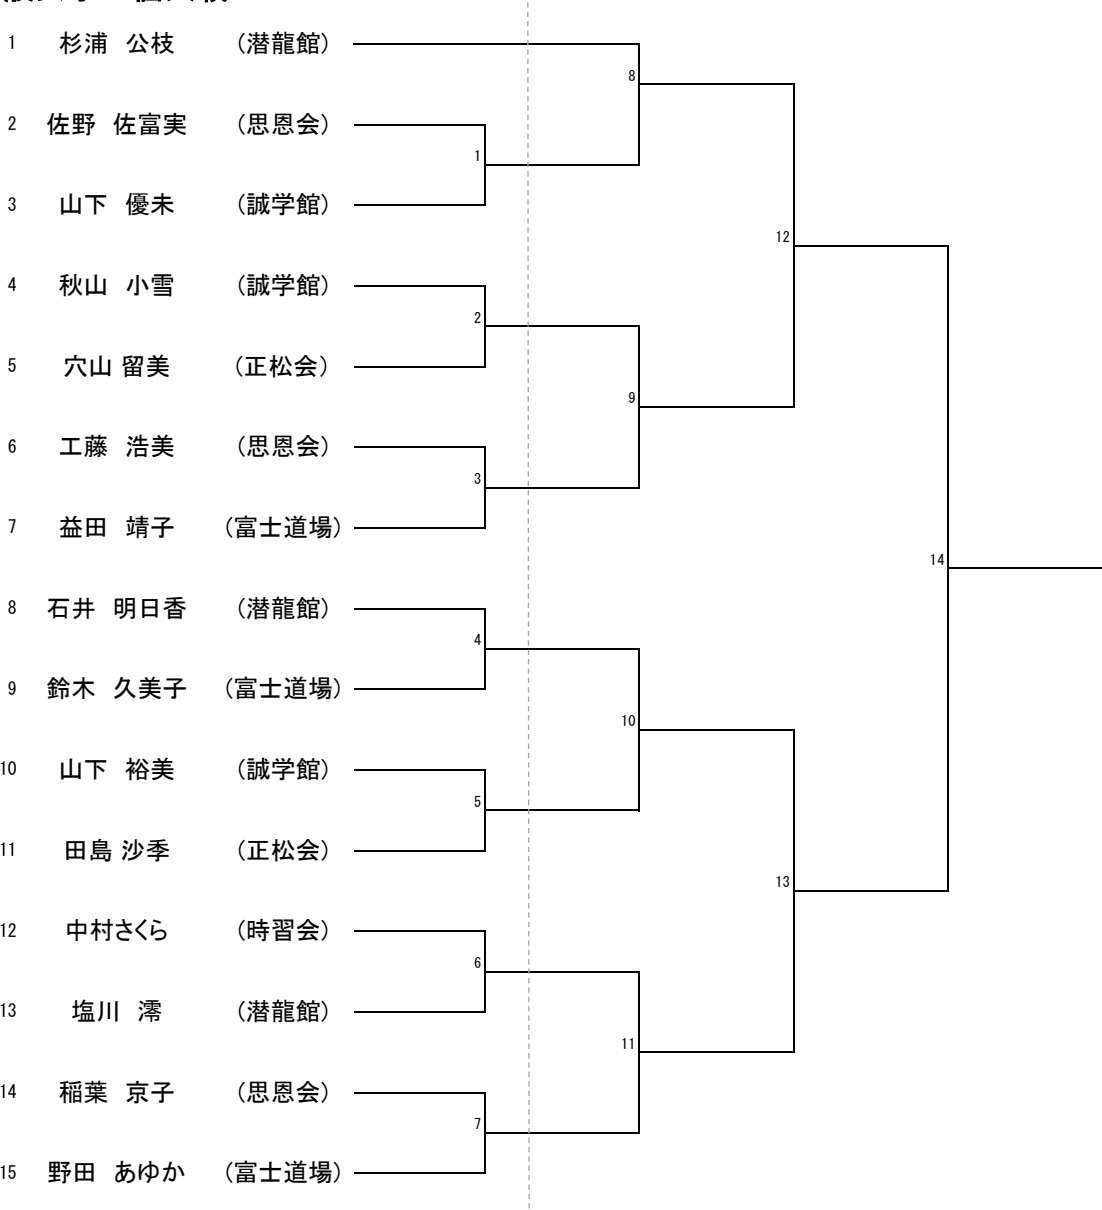 1 杉浦 公枝 (潜龍館)
8
2 佐野 佐富実 (思恩会)
1
3 山下 優未 (誠学館)
12
4 秋山 小雪 (誠学館)
2
5 穴山 留美 (正松会)
9
6 工藤 浩美 (思恩会)
3
7 益田 靖子 (富士道場)
14
8 石井 明日香 (潜龍館)
4
9 鈴木 久美子 (富士道場)
10
10 山下 裕美 (誠学館)
5
11 田島 沙季 (正松会)
13
12 中村さくら (時習会)
6
13 塩川 澪 (潜龍館)
11
14 稲葉 京子 (思恩会)
7
15 野田 あゆか (富士道場)